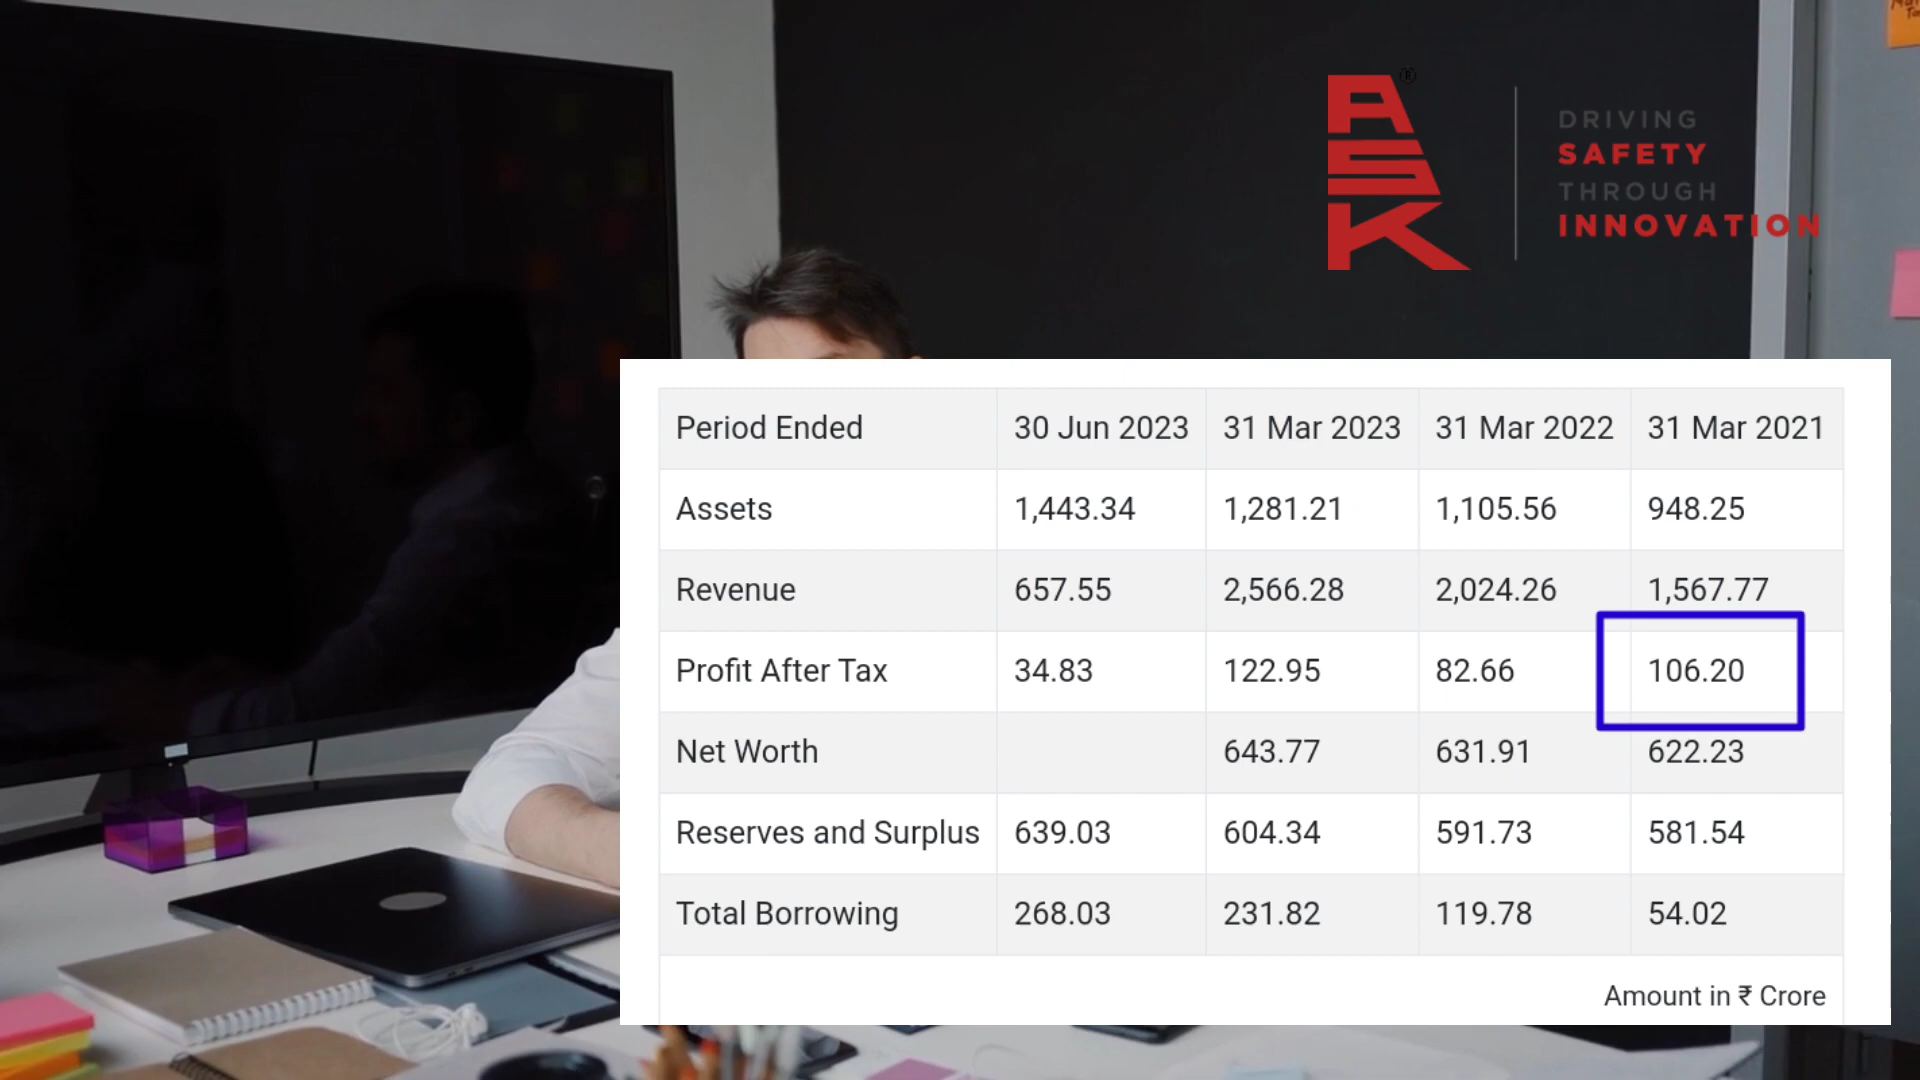 ASK
DRIVING
SAFETY
THROUGH
INNOVATION
Period Ended 30 Jun 2023 31 Mar 2023 31 Mar 2022 31 Mar 2021
Assets 1,443.34 1,281.21 1,105.56 948.25
Revenue 657.55 2,566.28 2,024.26 1,567.77
Profit After Tax 34.83 122.95 82.66 106.20
Net Worth 643.77 631.91 622.23
Reserves and Surplus 639.03 604.34 591.73 581.54
Total Borrowing 268.03 231.82 119.78 54.02
Amount in ₹ Crore